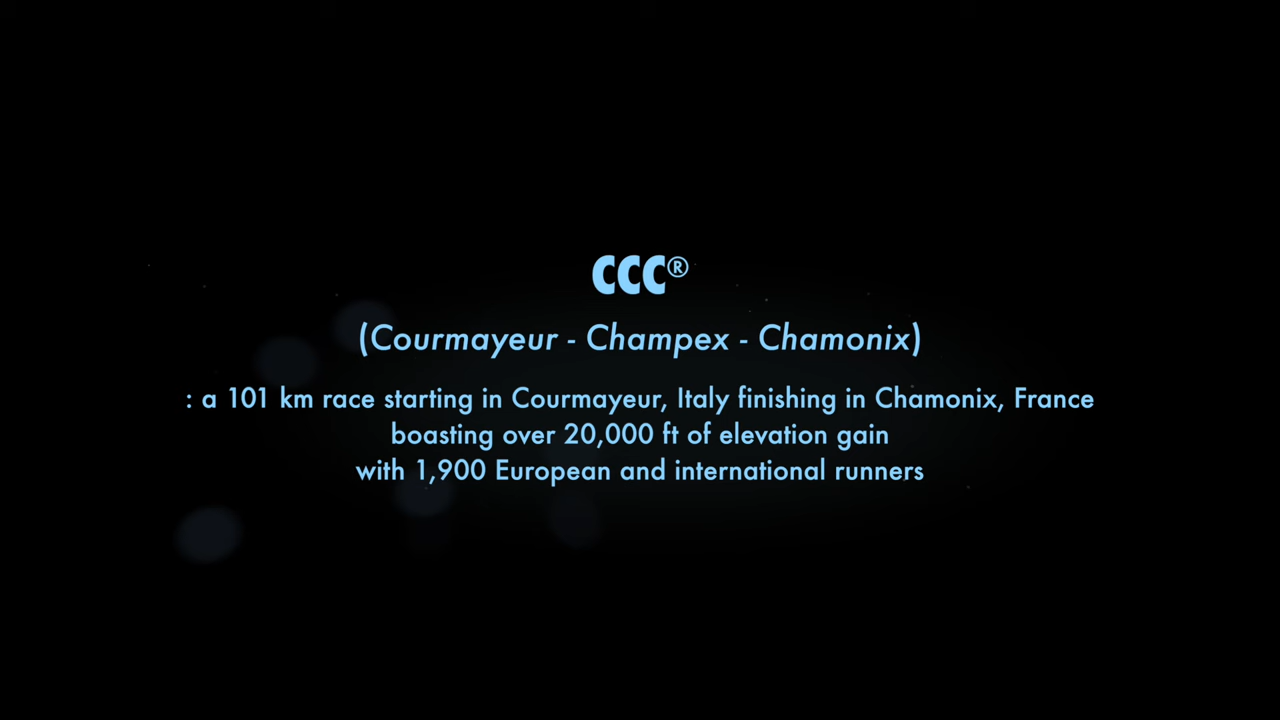 CCC®
(Courmayeur - Champex - Chamonix)
: a 101 km race starting in Courmayeur, Italy finishing in Chamonix, France
boasting over 20,000 ft of elevation gain
with 1,900 European and international runners